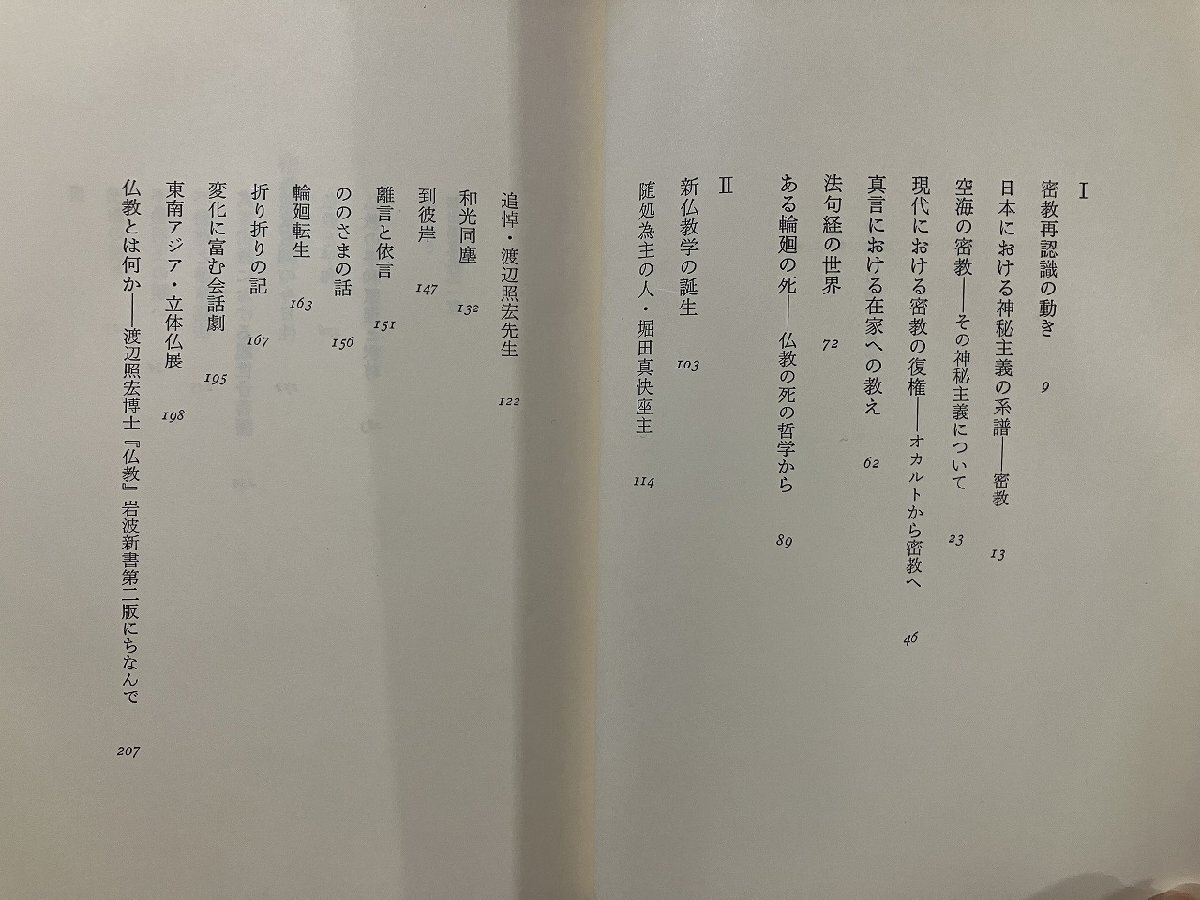 I
密教再認識の動き 9
日本における神秘主義の系譜――密教 13
空海の密教――その神秘主義について 23
現代における密教の復権――オカルトから密教へ 46
真言における在家への教え 62
法句経の世界 72
ある輪廻の死――仏教の死の哲学から 89
II
新仏教学の誕生 103
随処為主の人・堀田真快座主 114
追悼・渡辺照宏先生 122
和光同塵 132
到彼岸 147
離言と依言 151
ののさまの話 156
輪廻転生 163
折り折りの記 167
変化に富む会話劇 195
東南アジア・立体仏展 198
仏教とは何か――渡辺照宏博士『仏教』岩波新書第二版にちなんで 207